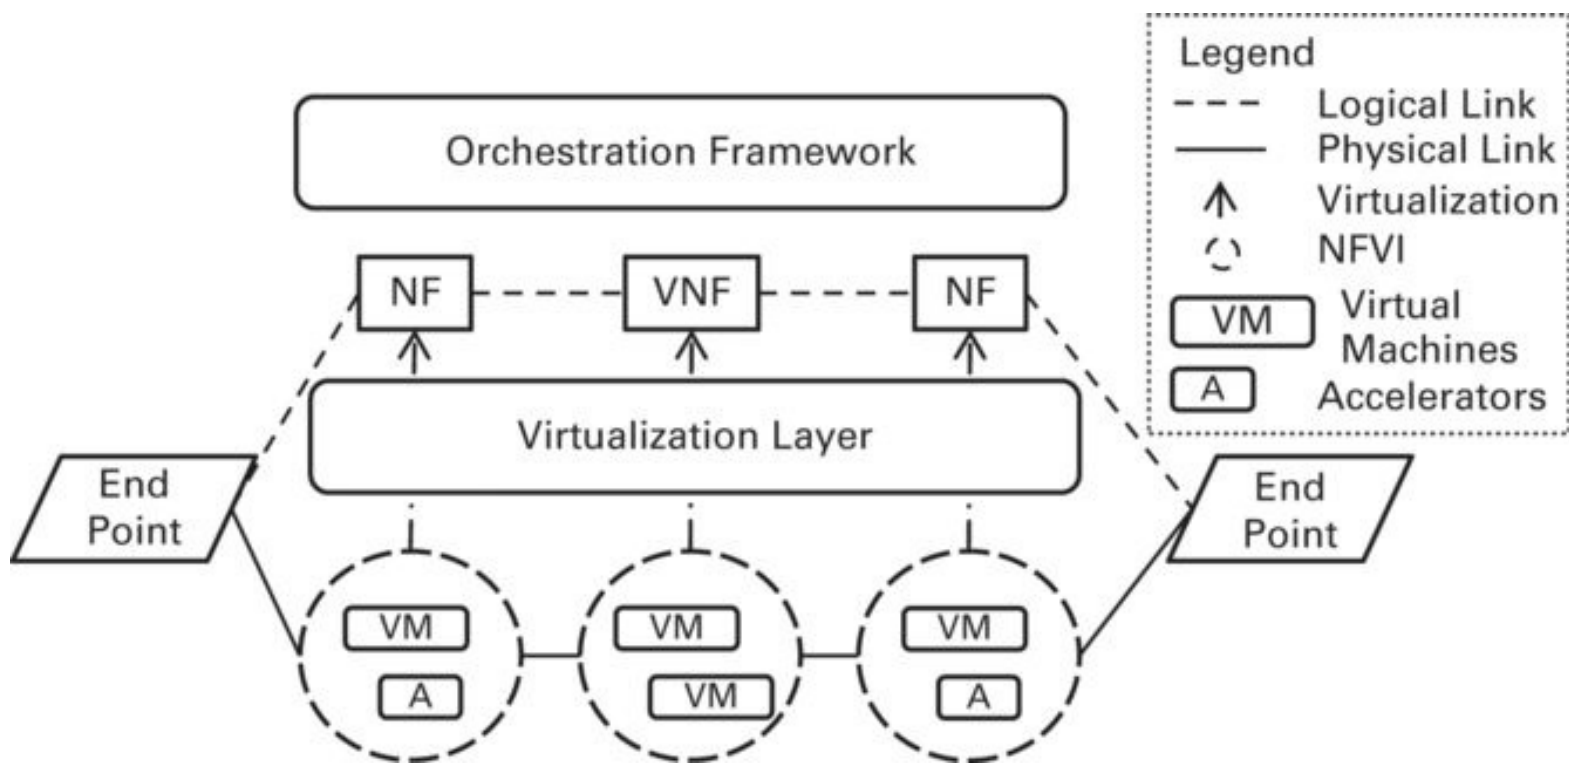 Orchestration Framework
NF
VNF
NF
Virtualization Layer
End
Point
End
Point
VM
A
VM
VM
VM
A
Legend
Logical Link
Physical Link
Virtualization
NFVI
VM
Virtual
Machines
A
Accelerators